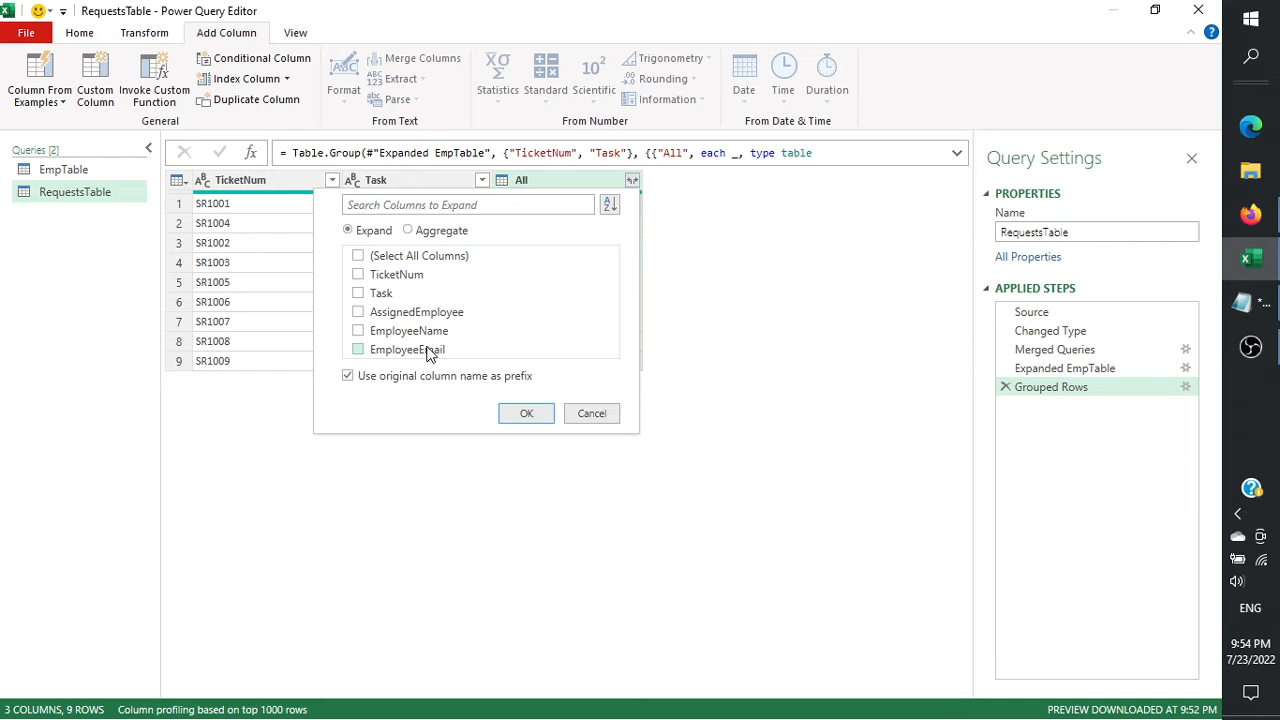 RequestsTable - Power Query Editor
File Home Transform Add Column View
Column From Examples
Custom Column
Invoke Custom Function
Conditional Column
Index Column
Duplicate Column
General
Format
Merge Columns
Extract
Parse
From Text
Statistics
Standard
Scientific
Trigonometry
Rounding
Information
From Number
Date
Time
Duration
From Date & Time
Queries [2]
EmpTable
RequestsTable
fx = Table.Group(#"Expanded EmpTable", {"TicketNum", "Task"}, {{"All", each _, type table
TicketNum Task All
1 SR1001
2 SR1004
3 SR1002
4 SR1003
5 SR1005
6 SR1006
7 SR1007
8 SR1008
9 SR1009
Search Columns to Expand
Expand Aggregate
(Select All Columns)
TicketNum
Task
AssignedEmployee
EmployeeName
EmployeeEmail
Use original column name as prefix
OK Cancel
Query Settings
PROPERTIES
Name
RequestsTable
All Properties
APPLIED STEPS
Source
Changed Type
Merged Queries
Expanded EmpTable
Grouped Rows
ENG
9:54 PM
7/23/2022
3 COLUMNS, 9 ROWS Column profiling based on top 1000 rows
PREVIEW DOWNLOADED AT 9:52 PM